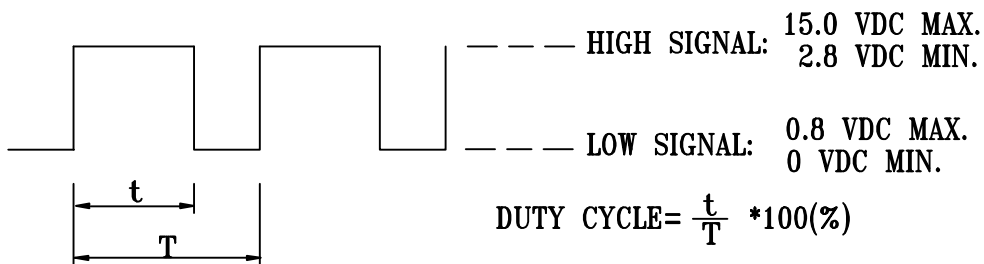 HIGH SIGNAL: 15.0 VDC MAX.
2.8 VDC MIN.
LOW SIGNAL: 0.8 VDC MAX.
0 VDC MIN.
t
T
DUTY CYCLE= t/T *100(%)